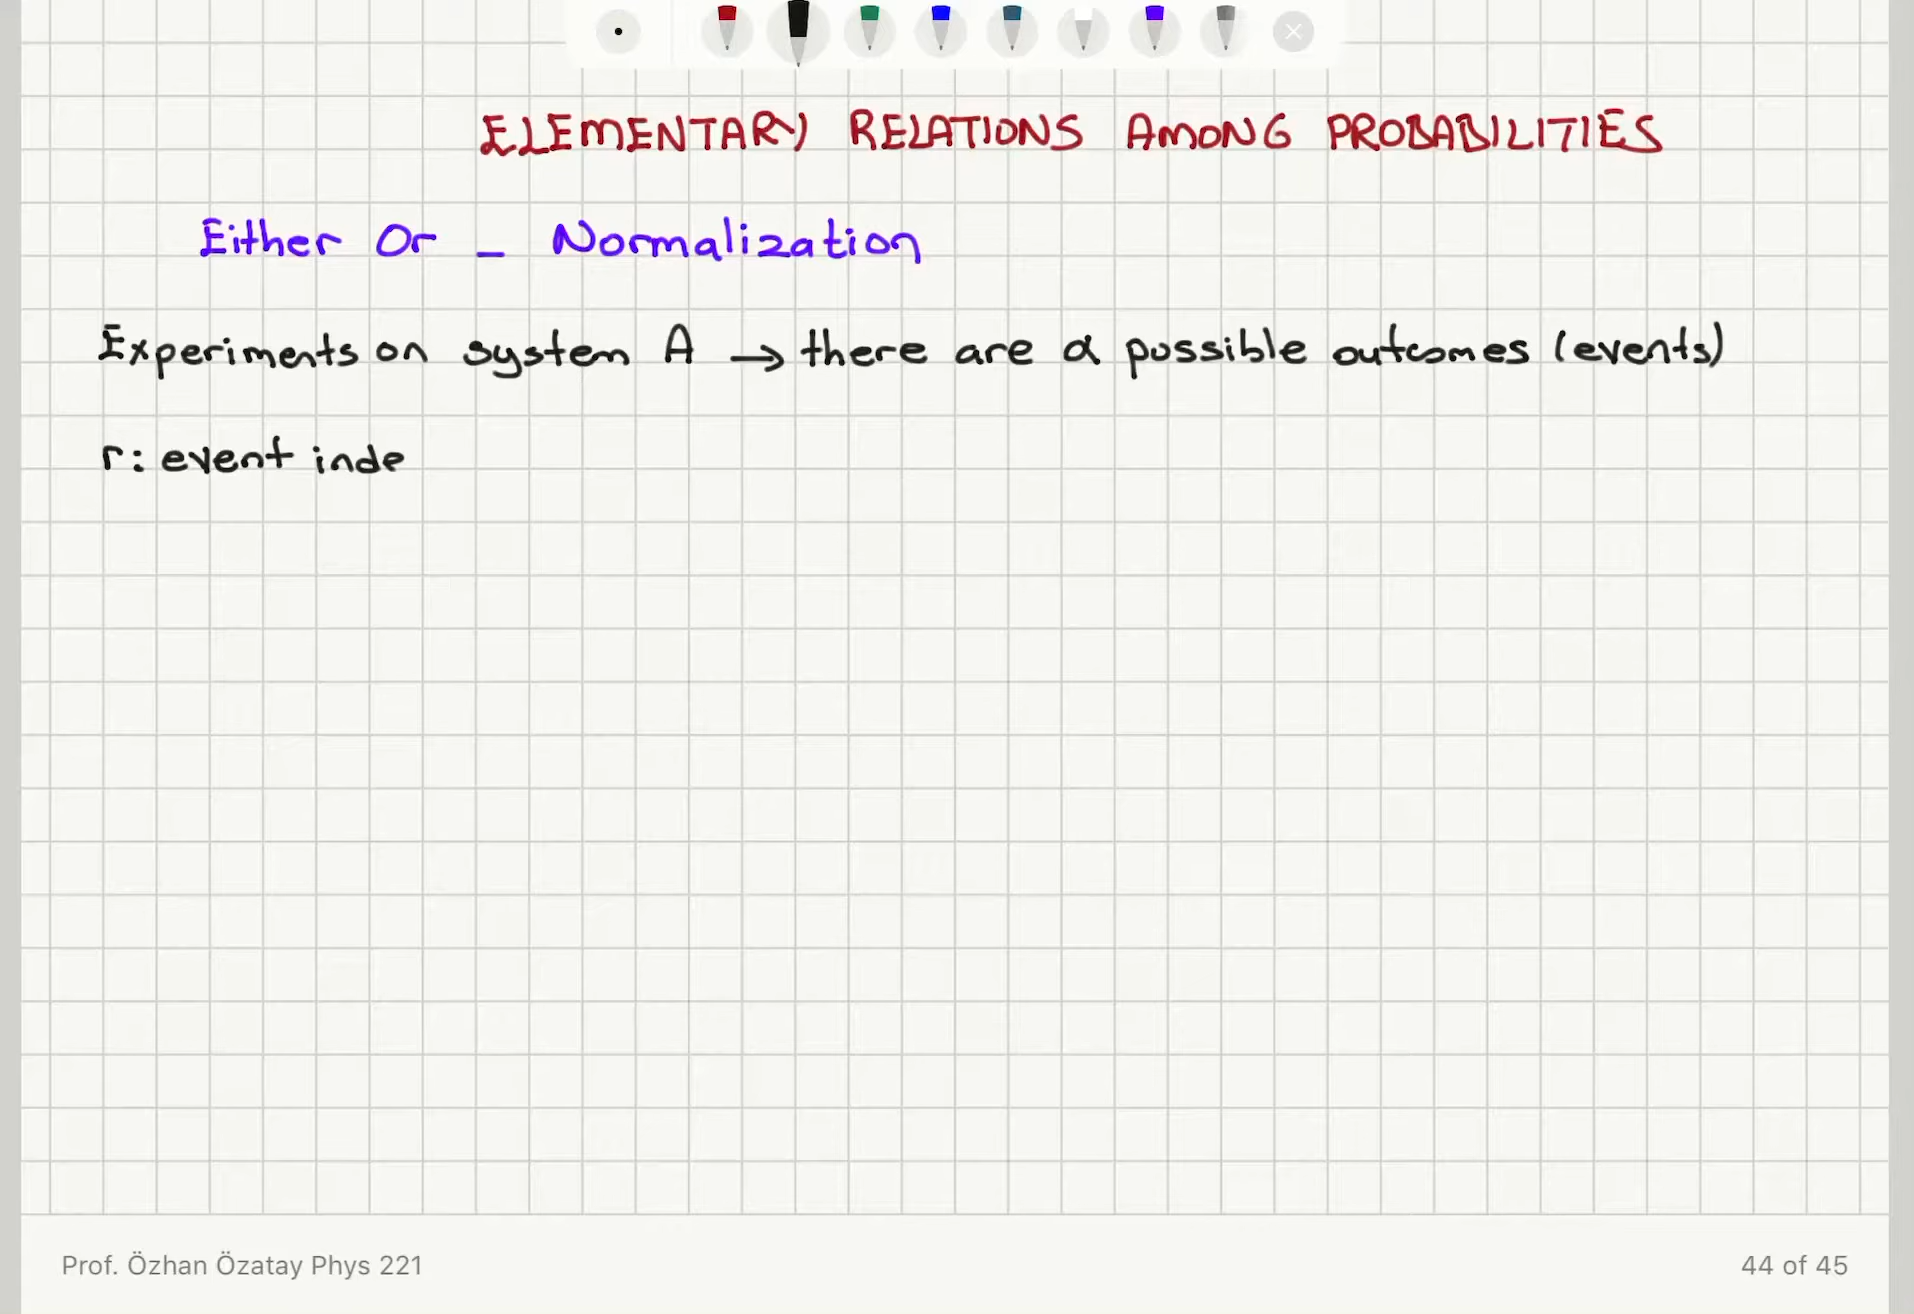 ELEMENTARY RELATIONS AMONG PROBABILITIES
Either Or _ Normalization
Experiments on system A → there are α possible outcomes (events)
r: event inde
Prof. Özhan Özatay Phys 221
44 of 45